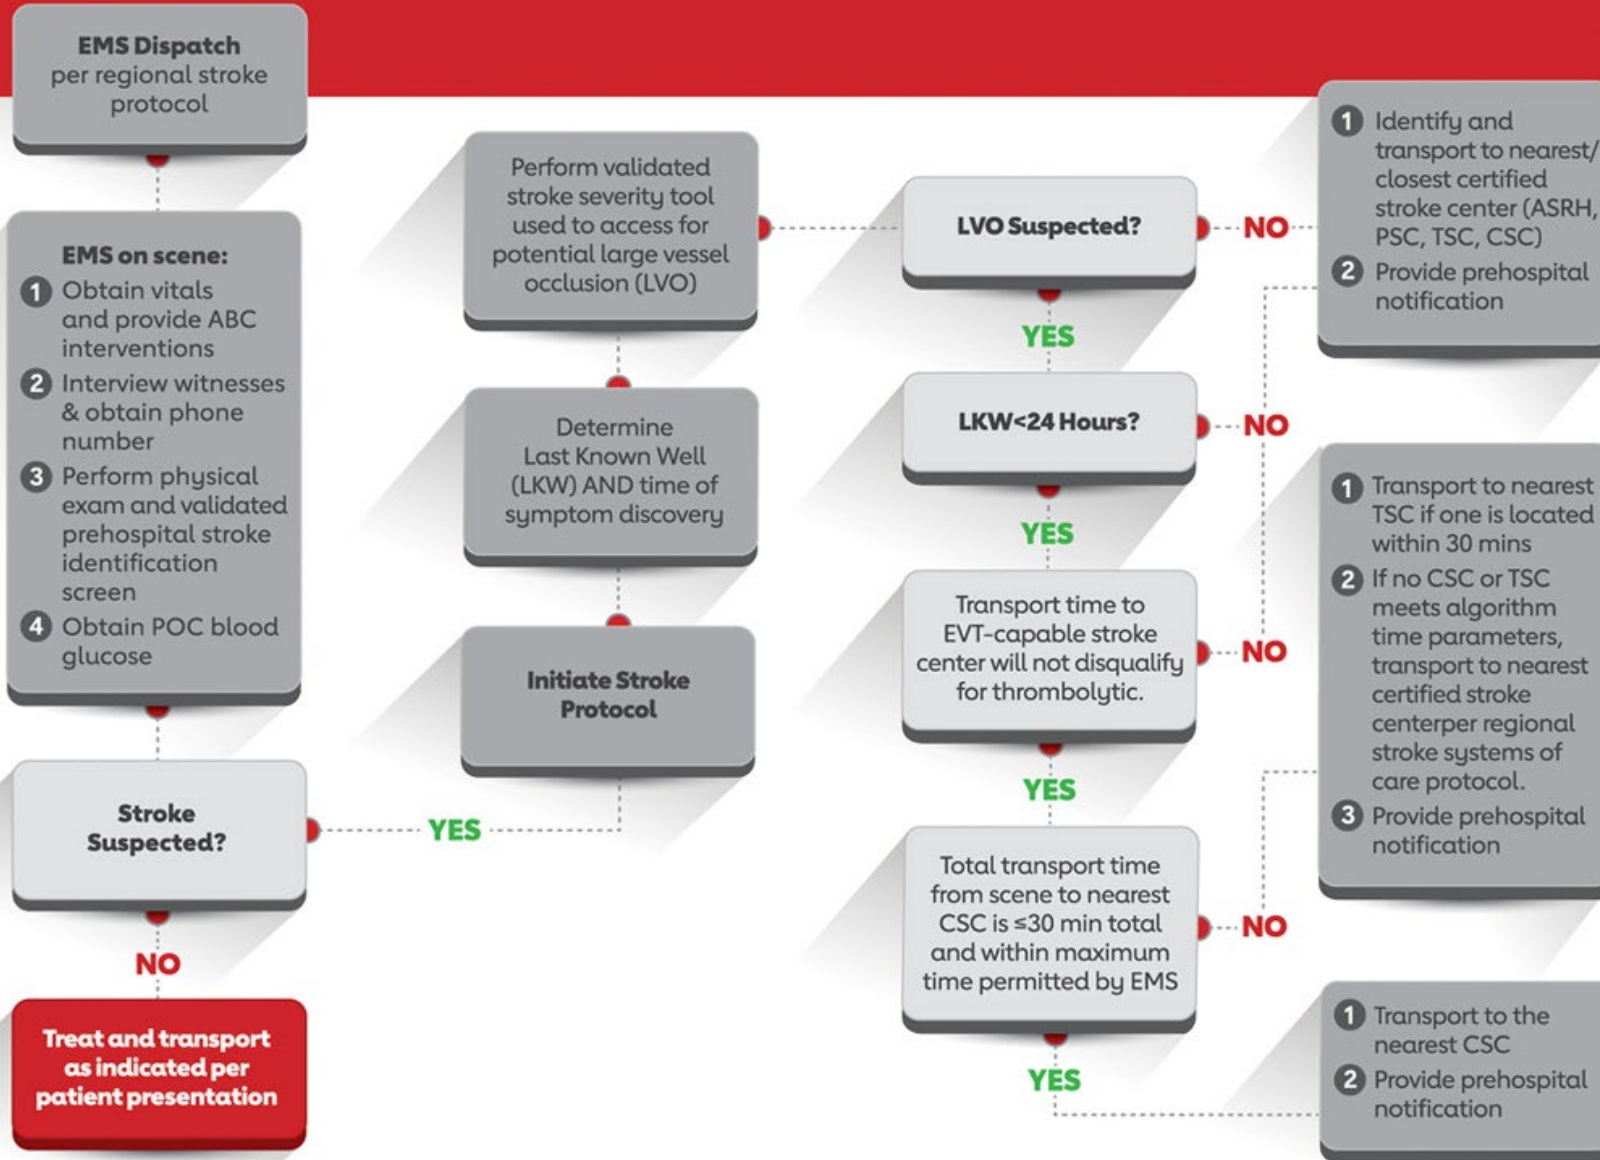 EMS Dispatch
per regional stroke
protocol
EMS on scene:
1 Obtain vitals
and provide ABC
interventions
2 Interview witnesses
& obtain phone
number
3 Perform physical
exam and validated
prehospital stroke
identification
screen
4 Obtain POC blood
glucose
Stroke
Suspected?
NO
Treat and transport
as indicated per
patient presentation
YES
Initiate Stroke
Protocol
Determine
Last Known Well
(LKW) AND time of
symptom discovery
Perform validated
stroke severity tool
used to access for
potential large vessel
occlusion (LVO)
LVO Suspected?
NO
YES
LKW<24 Hours?
NO
YES
Transport time to
EVT-capable stroke
center will not disqualify
for thrombolytic.
NO
YES
Total transport time
from scene to nearest
CSC is ≤30 min total
and within maximum
time permitted by EMS
NO
YES
1 Identify and
transport to nearest/
closest certified
stroke center (ASRH,
PSC, TSC, CSC)
2 Provide prehospital
notification
1 Transport to nearest
TSC if one is located
within 30 mins
2 If no CSC or TSC
meets algorithm
time parameters,
transport to nearest
certified stroke
centerper regional
stroke systems of
care protocol.
3 Provide prehospital
notification
1 Transport to the
nearest CSC
2 Provide prehospital
notification